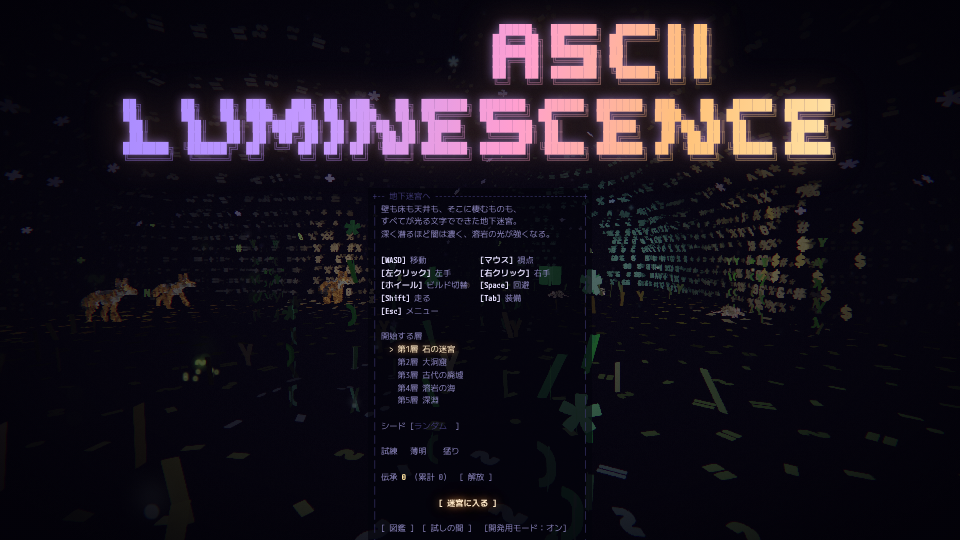 ASCII
LUMINESCENCE
地下迷宮へ
壁も床も天井も、そこに棲むものも、
すべてが光る文字でできた地下迷宮。
深く潜るほど闇は濃く、溶岩の光が強くなる。
[WASD] 移動 [マウス] 視点
[左クリック] 左手 [右クリック] 右手
[ホイール] ビルド切替 [Space] 回避
[Shift] 走る [Tab] 装備
[Esc] メニュー
開始する層
> 第1層 石の迷宮
第2層 大洞窟
第3層 古代の廃墟
第4層 溶岩の海
第5層 深淵
シード [ランダム ]
試練 薄明 猛り
伝承 0 (累計 0) [ 解放 ]
[ 迷宮に入る ]
[ 図鑑 ] [ 試しの間 ] [開発用モード：オン]